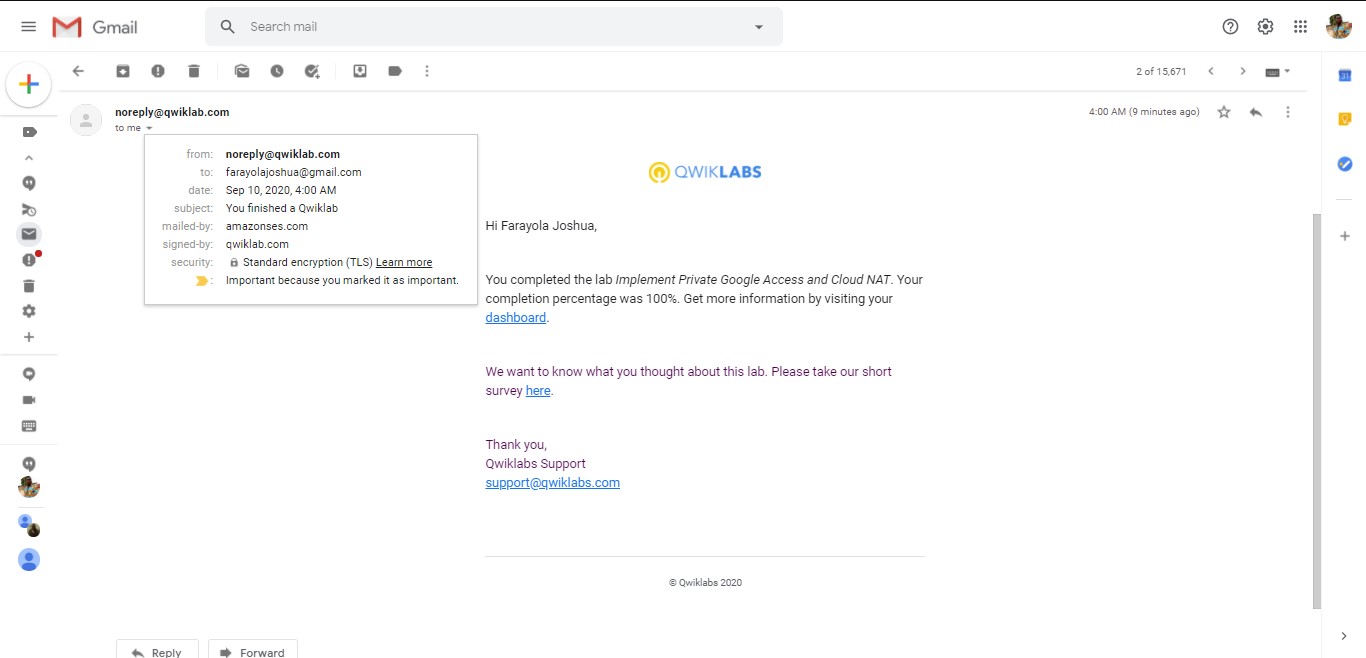 Gmail
Search mail
2 of 15,671
noreply@qwiklab.com
4:00 AM (9 minutes ago)
to me
from: noreply@qwiklab.com
to: farayolajoshua@gmail.com
date: Sep 10, 2020, 4:00 AM
subject: You finished a Qwiklab
mailed-by: amazonses.com
signed-by: qwiklab.com
security: Standard encryption (TLS) Learn more
: Important because you marked it as important.
QWIKLABS
Hi Farayola Joshua,
You completed the lab Implement Private Google Access and Cloud NAT. Your
completion percentage was 100%. Get more information by visiting your
dashboard.
We want to know what you thought about this lab. Please take our short
survey here.
Thank you,
Qwiklabs Support
support@qwiklabs.com
© Qwiklabs 2020
Reply
Forward
31